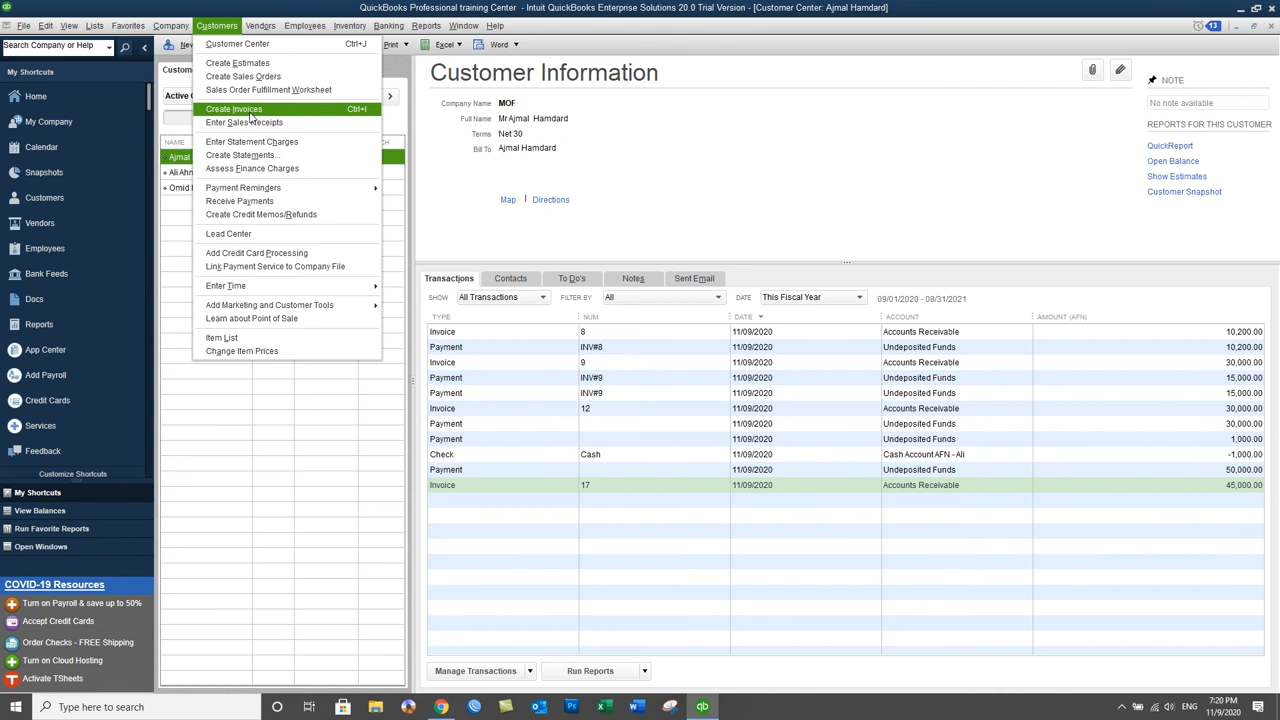 QuickBooks Professional training Center - Intuit QuickBooks Enterprise Solutions 20.0 Trial Version - [Customer Center: Ajmal Hamdard]
File Edit View Lists Favorites Company Customers Vendors Employees Inventory Banking Reports Window Help 13
Search Company or Help
Print Excel Word
My Shortcuts
Home
My Company
Calendar
Snapshots
Customers
Vendors
Employees
Bank Feeds
Docs
Reports
App Center
Add Payroll
Credit Cards
Services
Feedback
Customize Shortcuts
My Shortcuts
View Balances
Run Favorite Reports
Open Windows
COVID-19 Resources
Turn on Payroll & save up to 50%
Accept Credit Cards
Order Checks - FREE Shipping
Turn on Cloud Hosting
Activate TSheets
NAME
Ajmal
Customer Center Ctrl+J
Create Estimates
Create Sales Orders
Sales Order Fulfillment Worksheet
Create Invoices Ctrl+I
Enter Sales Receipts
Enter Statement Charges
Create Statements...
Assess Finance Charges
Payment Reminders
Receive Payments
Create Credit Memos/Refunds
Lead Center
Add Credit Card Processing
Link Payment Service to Company File
Enter Time
Add Marketing and Customer Tools
Learn about Point of Sale
Item List
Change Item Prices
Customer Information
Company Name MOF
Full Name Mr Ajmal Hamdard
Terms Net 30
Bill To Ajmal Hamdard
Map Directions
NOTE
No note available
REPORTS FOR THIS CUSTOMER
QuickReport
Open Balance
Show Estimates
Customer Snapshot
Transactions Contacts To Do's Notes Sent Email
SHOW All Transactions FILTER BY All DATE This Fiscal Year 09/01/2020 - 08/31/2021
TYPE NUM DATE ACCOUNT AMOUNT (AFN)
Invoice 8 11/09/2020 Accounts Receivable 10,200.00
Payment INV#8 11/09/2020 Undeposited Funds 10,200.00
Invoice 9 11/09/2020 Accounts Receivable 30,000.00
Payment INV#9 11/09/2020 Undeposited Funds 15,000.00
Payment INV#9 11/09/2020 Undeposited Funds 15,000.00
Invoice 12 11/09/2020 Accounts Receivable 30,000.00
Payment 11/09/2020 Undeposited Funds 30,000.00
Payment 11/09/2020 Undeposited Funds 1,000.00
Check Cash 11/09/2020 Cash Account AFN - Ali -1,000.00
Payment 11/09/2020 Undeposited Funds 50,000.00
Invoice 17 11/09/2020 Accounts Receivable 45,000.00
Manage Transactions Run Reports
Type here to search
ENG
7:20 PM
11/9/2020